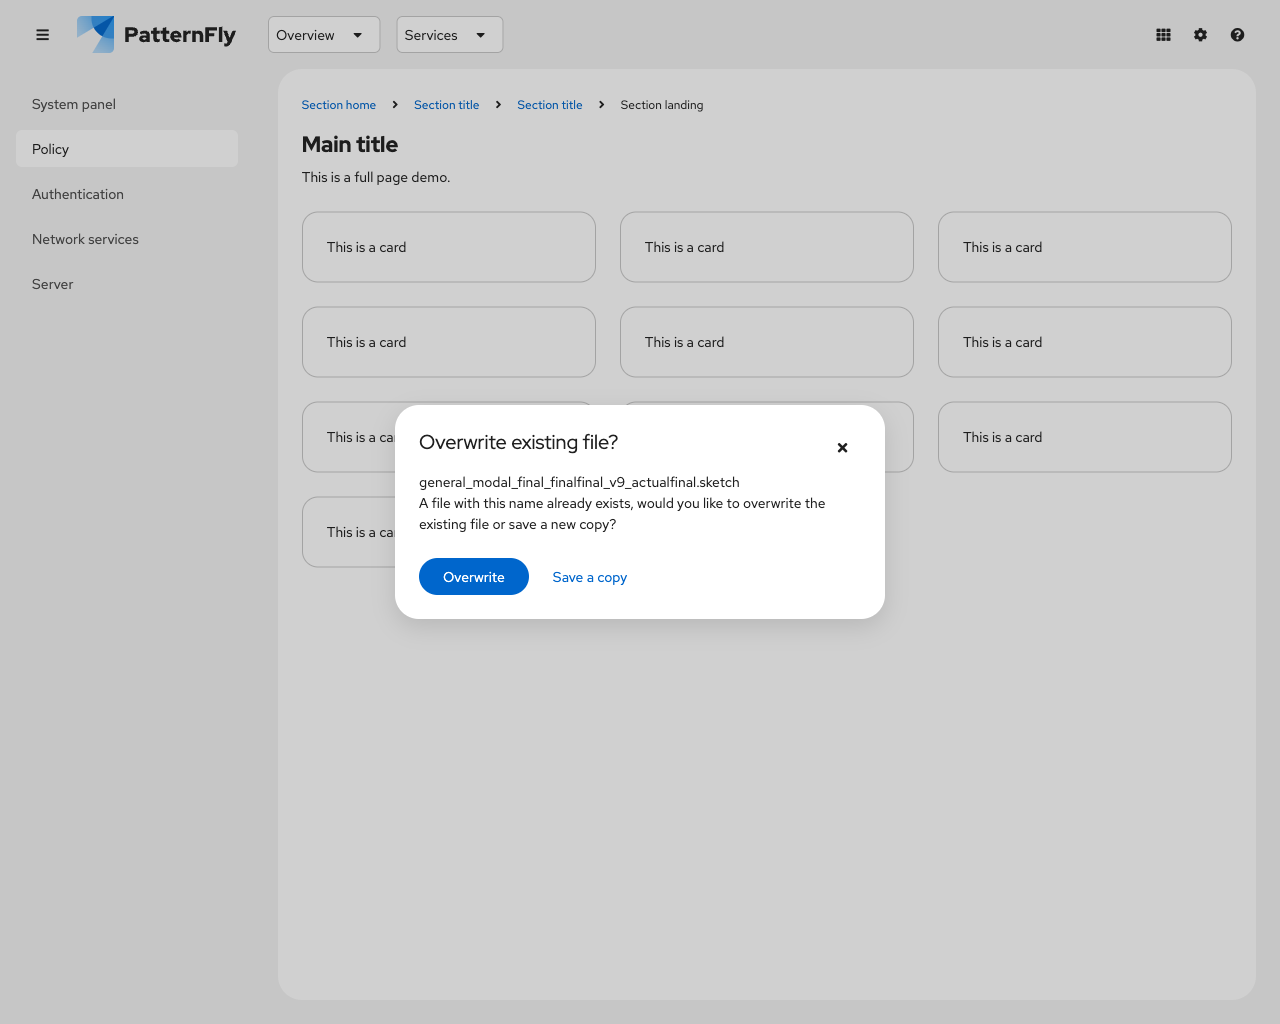 PatternFly
Overview
Services
System panel
Policy
Authentication
Network services
Server
Section home
Section title
Section title
Section landing
Main title
This is a full page demo.
This is a card
This is a card
This is a card
This is a card
This is a card
This is a card
This is a
This is a card
This is a
Overwrite existing file?
general_modal_final_finalfinal_v9_actualfinal.sketch
A file with this name already exists, would you like to overwrite the
existing file or save a new copy?
Overwrite
Save a copy